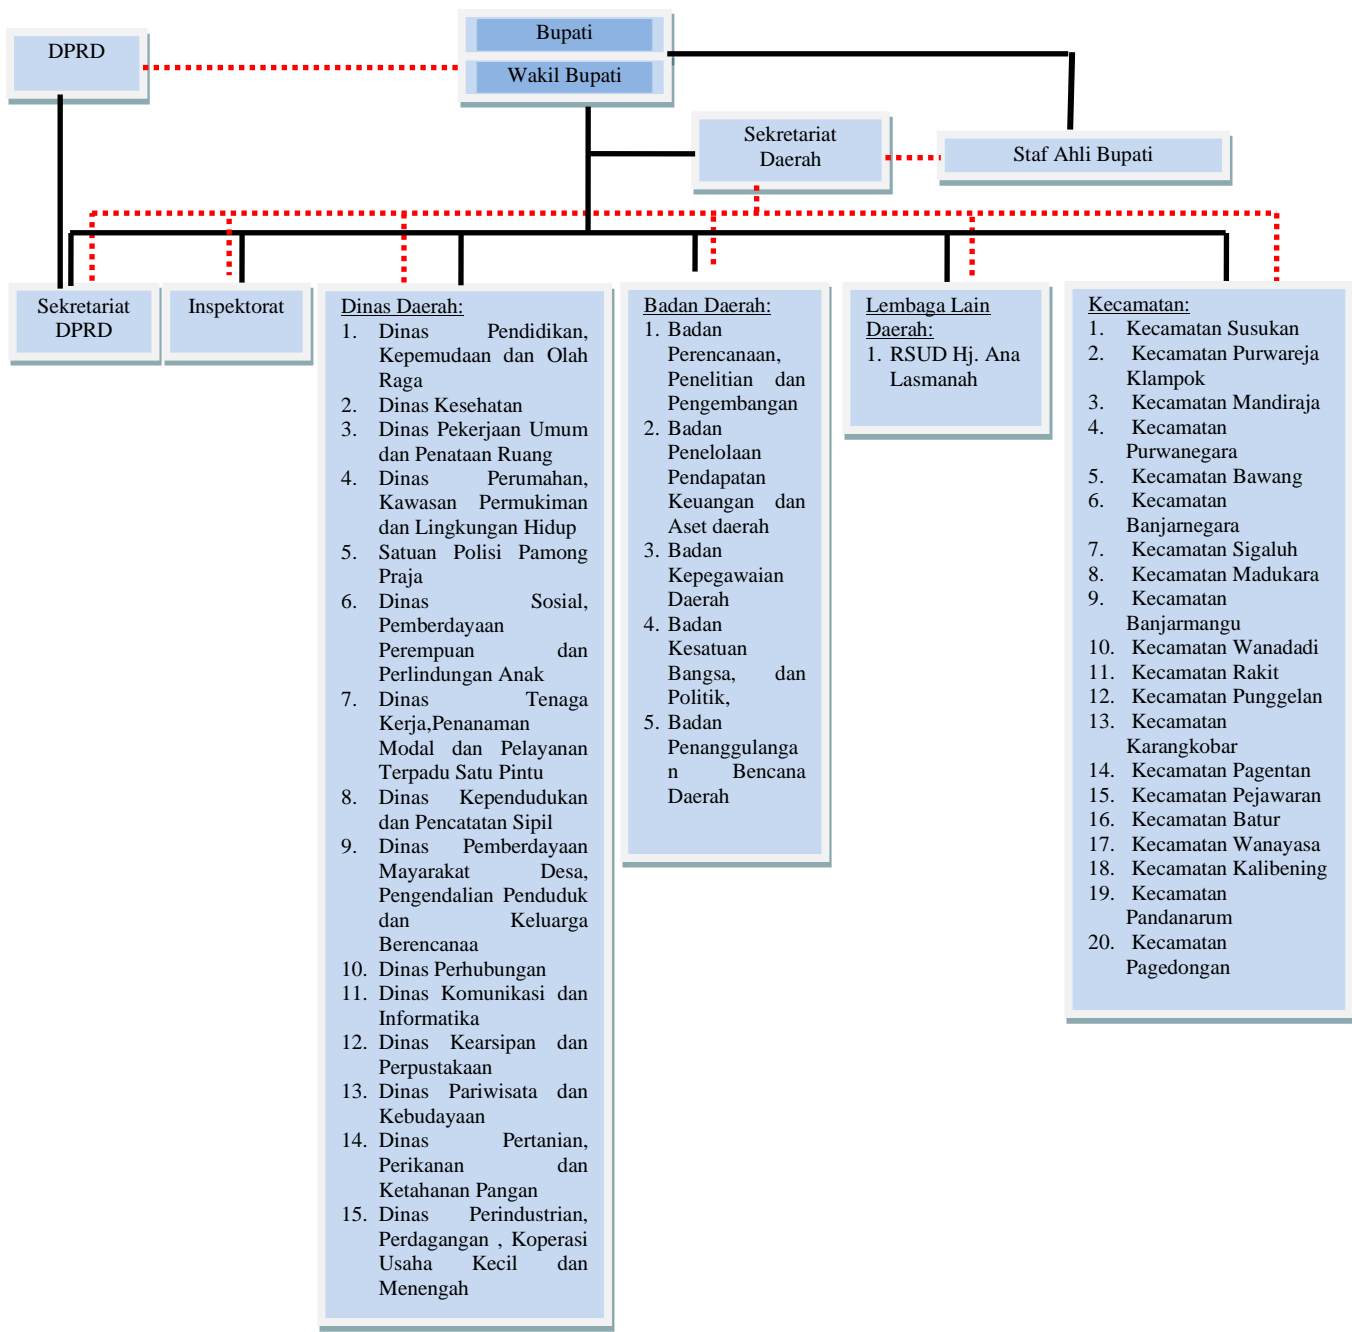 DPRD
Bupati
Wakil Bupati
Sekretariat
Daerah
Staf Ahli Bupati
Sekretariat
DPRD
Inspektorat
Dinas Daerah:
1. Dinas Pendidikan,
Kepemudaan dan Olah
Raga
2. Dinas Kesehatan
3. Dinas Pekerjaan Umum
dan Penataan Ruang
4. Dinas Perumahan,
Kawasan Permukiman
dan Lingkungan Hidup
5. Satuan Polisi Pamong
Praja
6. Dinas Sosial,
Pemberdayaan
Perempuan dan
Perlindungan Anak
7. Dinas Tenaga
Kerja,Penanaman
Modal dan Pelayanan
Terpadu Satu Pintu
8. Dinas Kependudukan
dan Pencatatan Sipil
9. Dinas Pemberdayaan
Mayarakat Desa,
Pengendalian Penduduk
dan Keluarga
Berencanaa
10. Dinas Perhubungan
11. Dinas Komunikasi dan
Informatika
12. Dinas Kearsipan dan
Perpustakaan
13. Dinas Pariwisata dan
Kebudayaan
14. Dinas Pertanian,
Perikanan dan
Ketahanan Pangan
15. Dinas Perindustrian,
Perdagangan , Koperasi
Usaha Kecil dan
Menengah
Badan Daerah:
1. Badan
Perencanaan,
Penelitian dan
Pengembangan
2. Badan
Penelolaan
Pendapatan
Keuangan dan
Aset daerah
3. Badan
Kepegawaian
Daerah
4. Badan
Kesatuan
Bangsa, dan
Politik,
5. Badan
Penanggulanga
n Bencana
Daerah
Lembaga Lain
Daerah:
1. RSUD Hj. Ana
Lasmanah
Kecamatan:
1. Kecamatan Susukan
2. Kecamatan Purwareja
Klampok
3. Kecamatan Mandiraja
4. Kecamatan
Purwanegara
5. Kecamatan Bawang
6. Kecamatan
Banjarnegara
7. Kecamatan Sigaluh
8. Kecamatan Madukara
9. Kecamatan
Banjarmangu
10. Kecamatan Wanadadi
11. Kecamatan Rakit
12. Kecamatan Punggelan
13. Kecamatan
Karangkobar
14. Kecamatan Pagentan
15. Kecamatan Pejawaran
16. Kecamatan Batur
17. Kecamatan Wanayasa
18. Kecamatan Kalibening
19. Kecamatan
Pandanarum
20. Kecamatan
Pagedongan